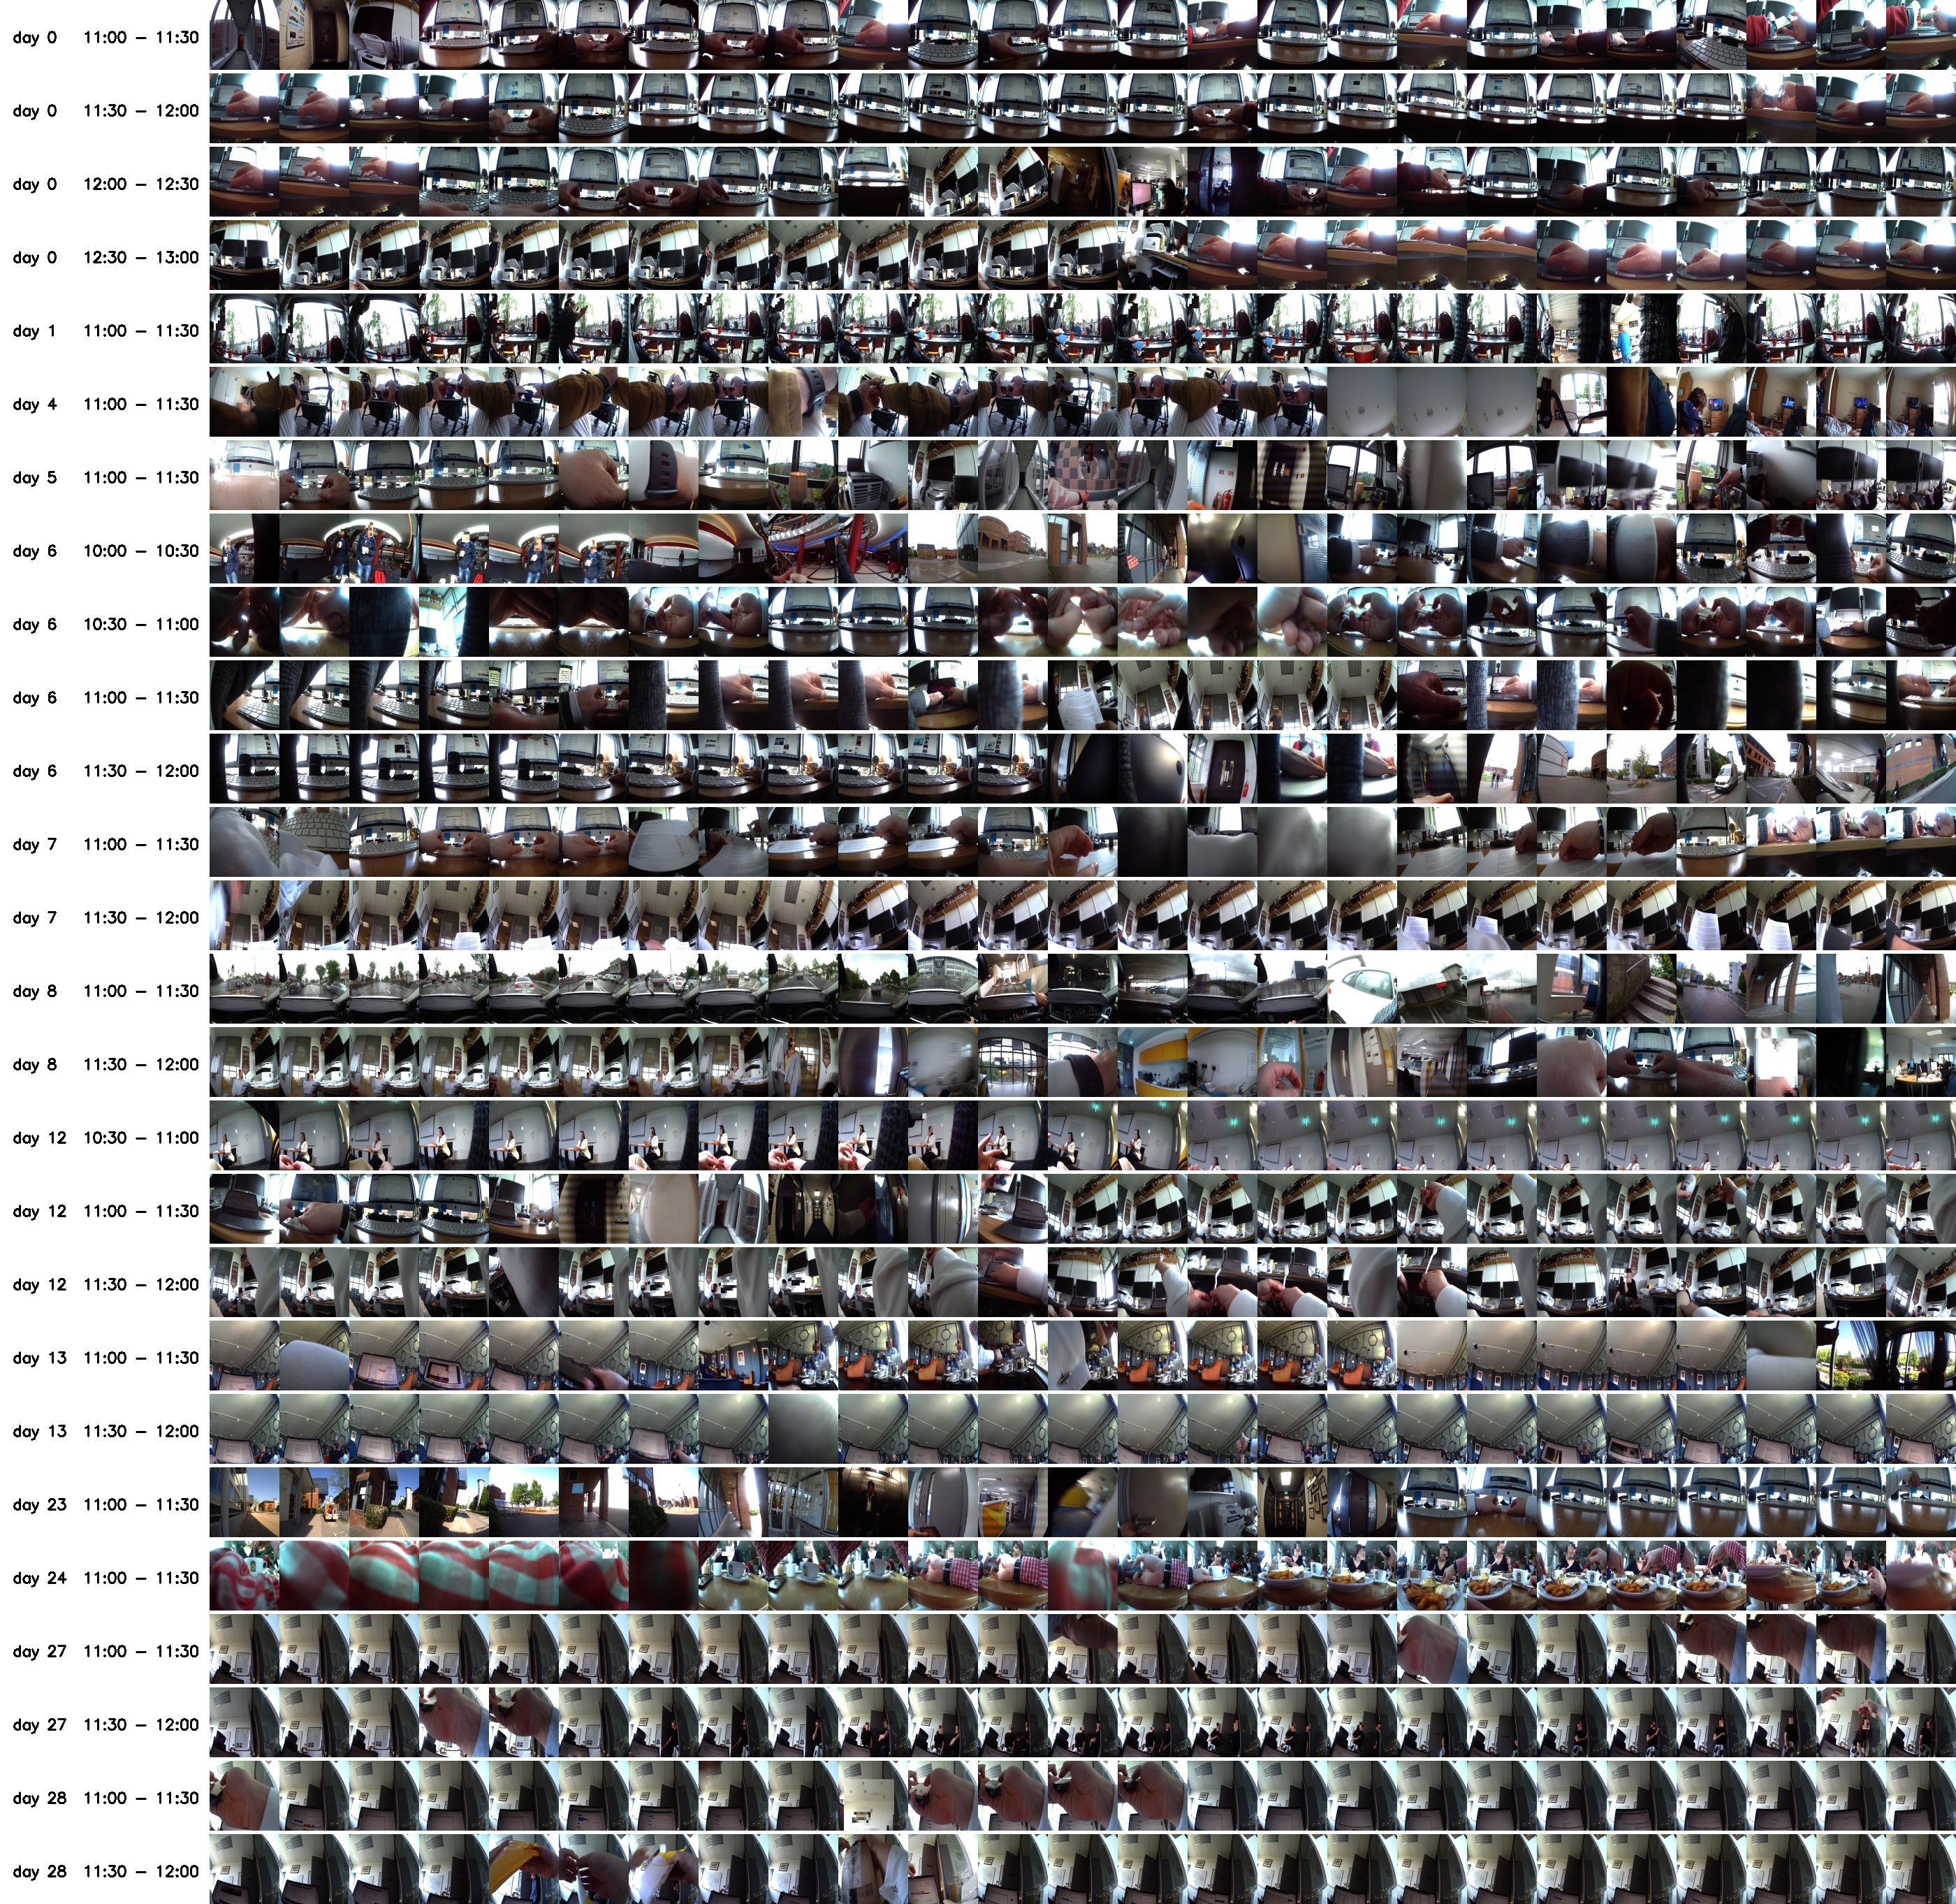 day 0 11:00 - 11:30
day 0 11:30 - 12:00
day 0 12:00 - 12:30
day 0 12:30 - 13:00
day 1 11:00 - 11:30
day 4 11:00 - 11:30
day 5 11:00 - 11:30
day 6 10:00 - 10:30
day 6 10:30 - 11:00
day 6 11:00 - 11:30
day 6 11:30 - 12:00
day 7 11:00 - 11:30
day 7 11:30 - 12:00
day 8 11:00 - 11:30
day 8 11:30 - 12:00
day 12 10:30 - 11:00
day 12 11:00 - 11:30
day 12 11:30 - 12:00
day 13 11:00 - 11:30
day 13 11:30 - 12:00
day 23 11:00 - 11:30
day 24 11:00 - 11:30
day 27 11:00 - 11:30
day 27 11:30 - 12:00
day 28 11:00 - 11:30
day 28 11:30 - 12:00